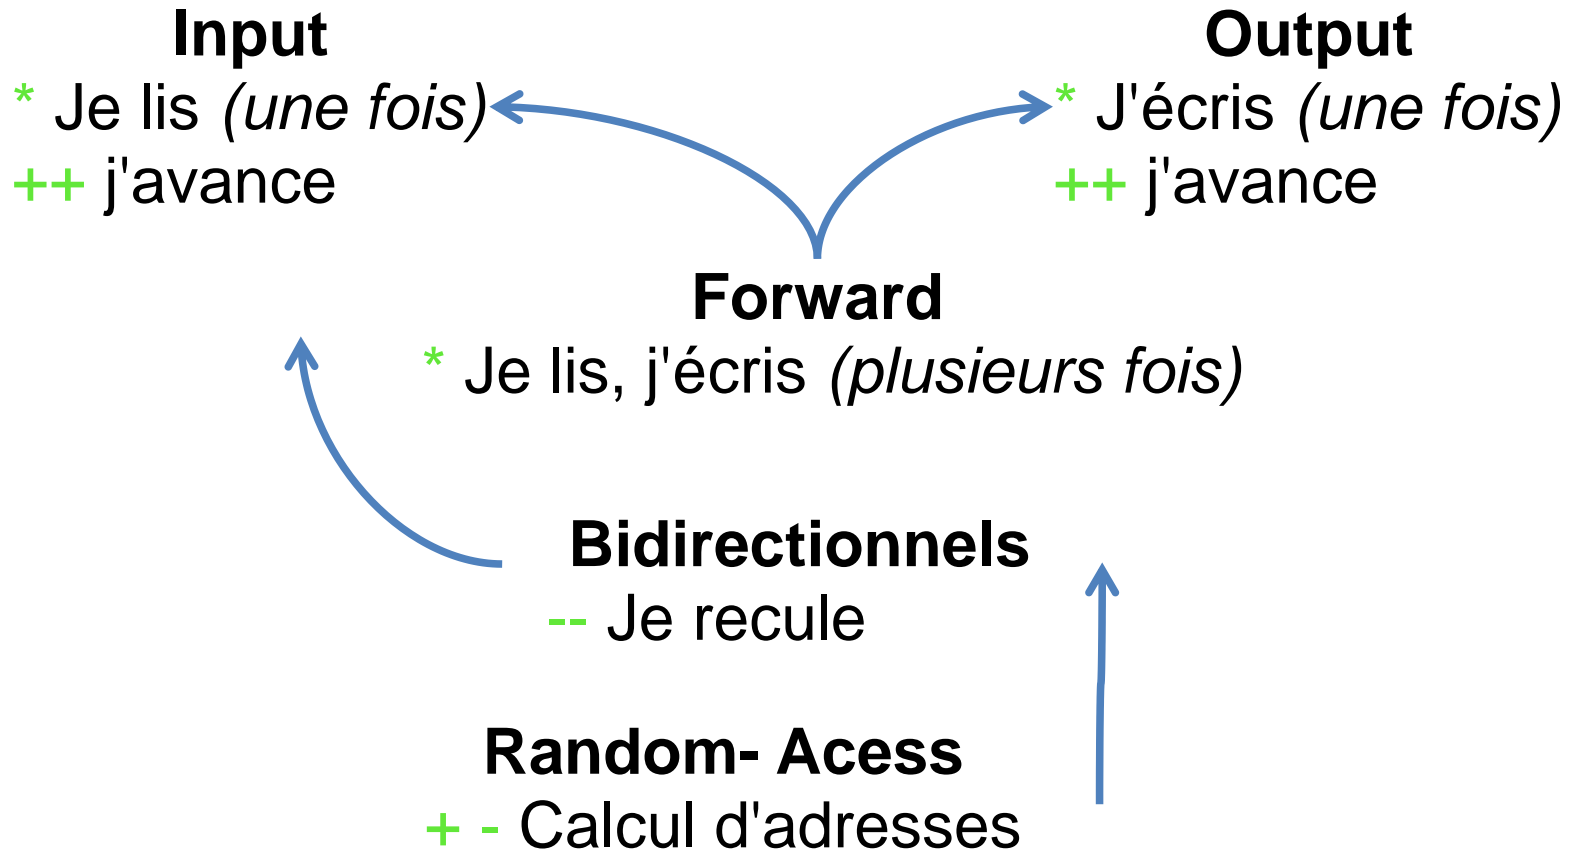 Input
* Je lis (une fois)
++ j'avance
Output
* J'écris (une fois)
++ j'avance
Forward
* Je lis, j'écris (plusieurs fois)
Bidirectionnels
-- Je recule
Random- Acess
+ - Calcul d'adresses